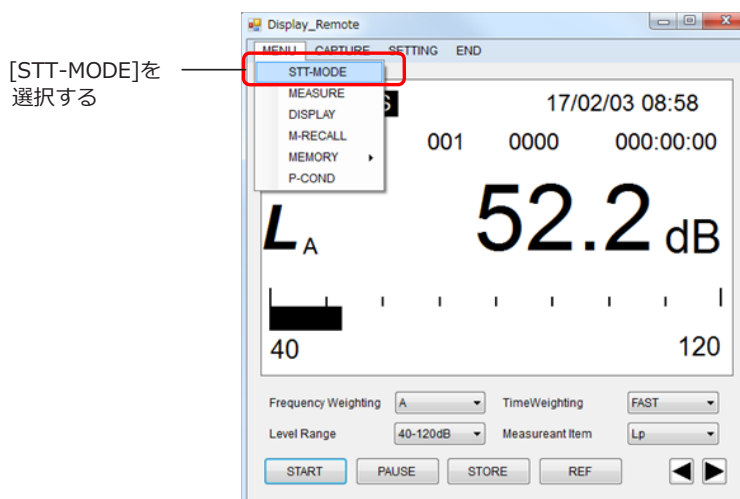 Display_Remote
MENU CAPTURE SETTING END
[STT-MODE]を
選択する
STT-MODE
MEASURE
DISPLAY
M-RECALL
MEMORY
P-COND
17/02/03 08:58
001 0000 000:00:00
LA 52.2 dB
40 120
Frequency Weighting A TimeWeighting FAST
Level Range 40-120dB Measureant Item Lp
START PAUSE STORE REF